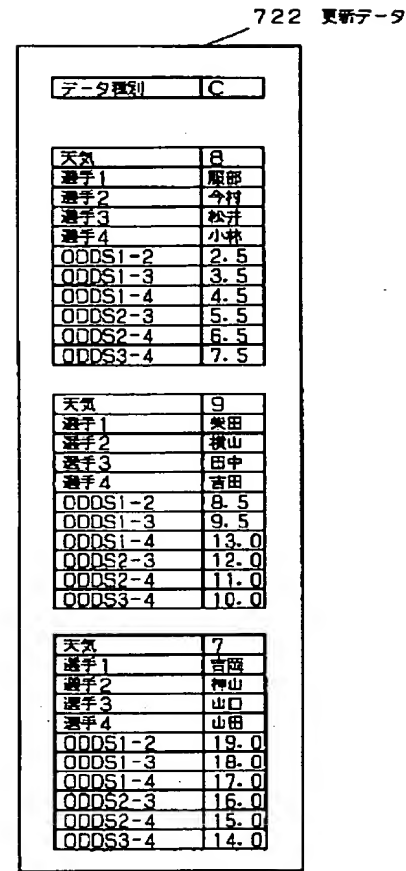 722 更新データ
データ種別 C
天気 8
選手1 服部
選手2 今村
選手3 松井
選手4 小林
ODDS1-2 2.5
ODDS1-3 3.5
ODDS1-4 4.5
ODDS2-3 5.5
ODDS2-4 6.5
ODDS3-4 7.5
天気 9
選手1 柴田
選手2 横山
選手3 田中
選手4 吉田
ODDS1-2 8.5
ODDS1-3 9.5
ODDS1-4 13.0
ODDS2-3 12.0
ODDS2-4 11.0
ODDS3-4 10.0
天気 7
選手1 吉岡
選手2 神山
選手3 山口
選手4 山田
ODDS1-2 19.0
ODDS1-3 18.0
ODDS1-4 17.0
ODDS2-3 16.0
ODDS2-4 15.0
ODDS3-4 14.0